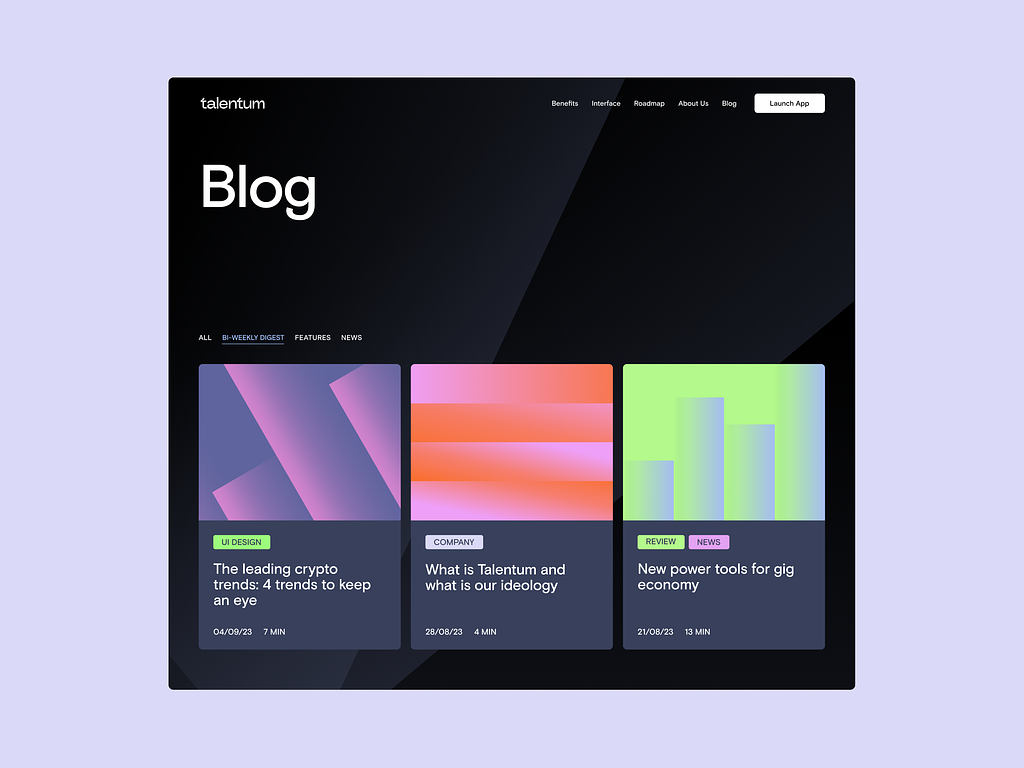 talentum
Benefits Interface Roadmap About Us Blog Launch App
Blog
ALL BI-WEEKLY DIGEST FEATURES NEWS
UI DESIGN
The leading crypto
trends: 4 trends to keep
an eye
04/09/23 7 MIN
COMPANY
What is Talentum and
what is our ideology
28/08/23 4 MIN
REVIEW NEWS
New power tools for gig
economy
21/08/23 13 MIN